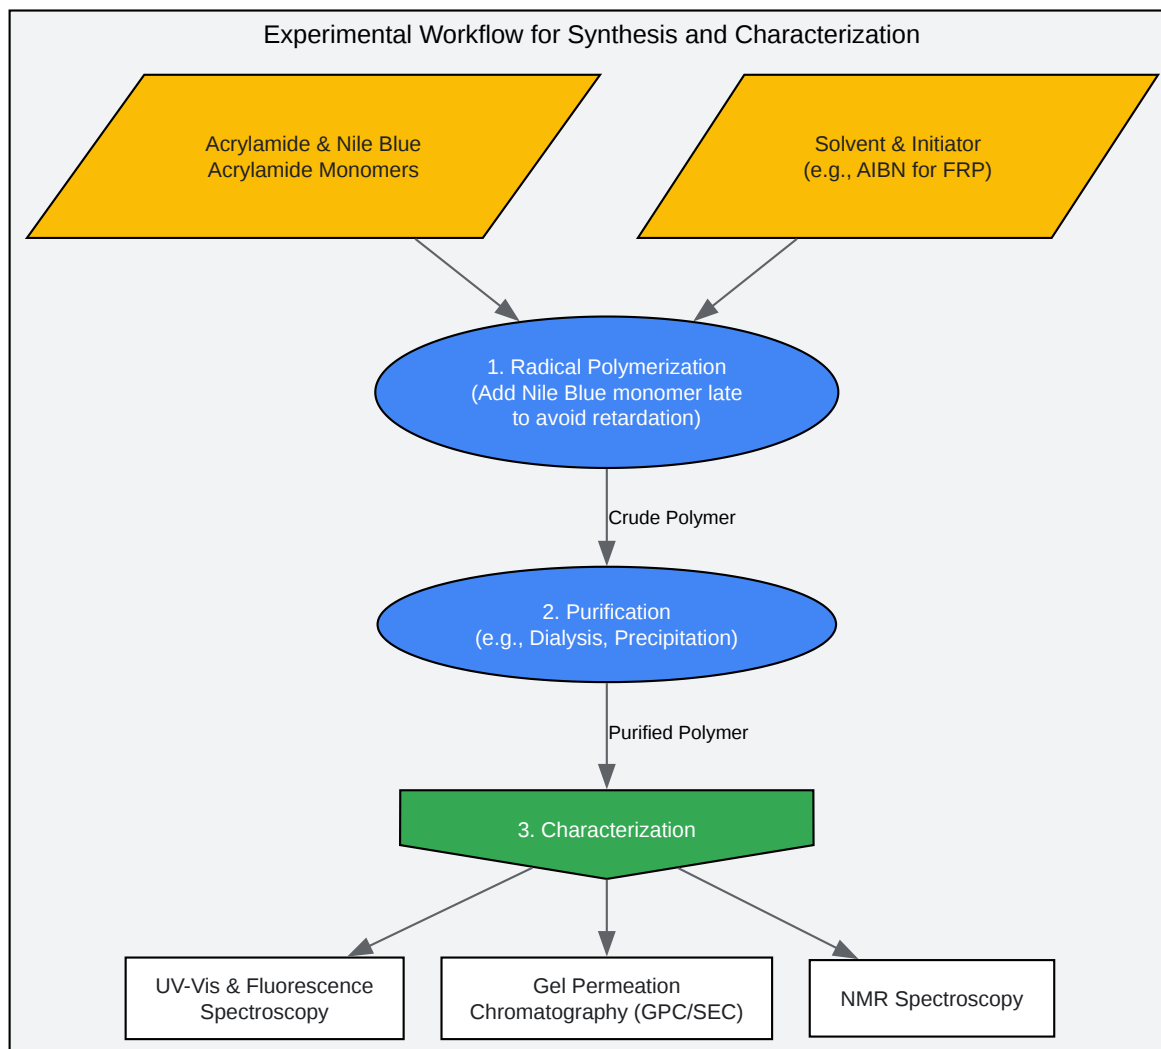 Experimental Workflow for Synthesis and Characterization
Acrylamide & Nile Blue
Acrylamide Monomers
Solvent & Initiator
(e.g., AIBN for FRP)
1. Radical Polymerization
(Add Nile Blue monomer late
to avoid retardation)
Crude Polymer
2. Purification
(e.g., Dialysis, Precipitation)
Purified Polymer
3. Characterization
UV-Vis & Fluorescence
Spectroscopy
Gel Permeation
Chromatography (GPC/SEC)
NMR Spectroscopy